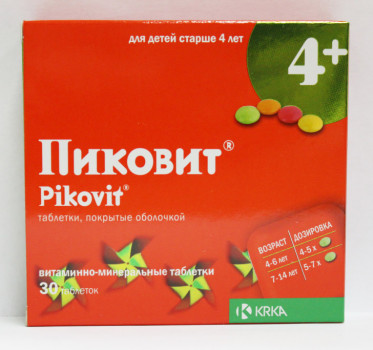 для детей старше 4 лет
4+
Пиковит®
Pikovit®
таблетки, покрытые оболочкой
ВОЗРАСТ ДОЗИРОВКА
4-6 лет 4-5 х
7-14 лет 5-7 х
витаминно-минеральные таблетки
30 таблеток
KRKA